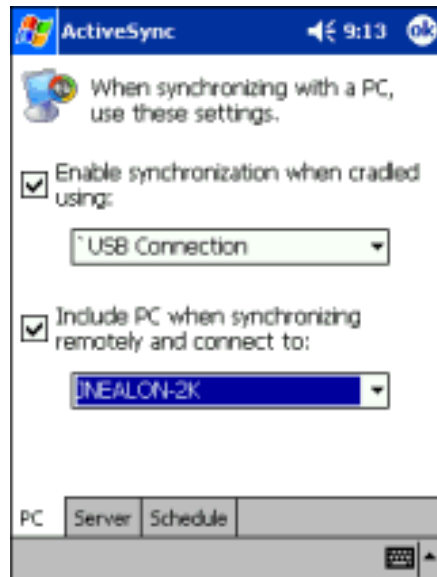 ActiveSync 9:13 ok
When synchronizing with a PC,
use these settings.
Enable synchronization when cradled
using:
`USB Connection
Include PC when synchronizing
remotely and connect to:
JNEALON-2K
PC Server Schedule